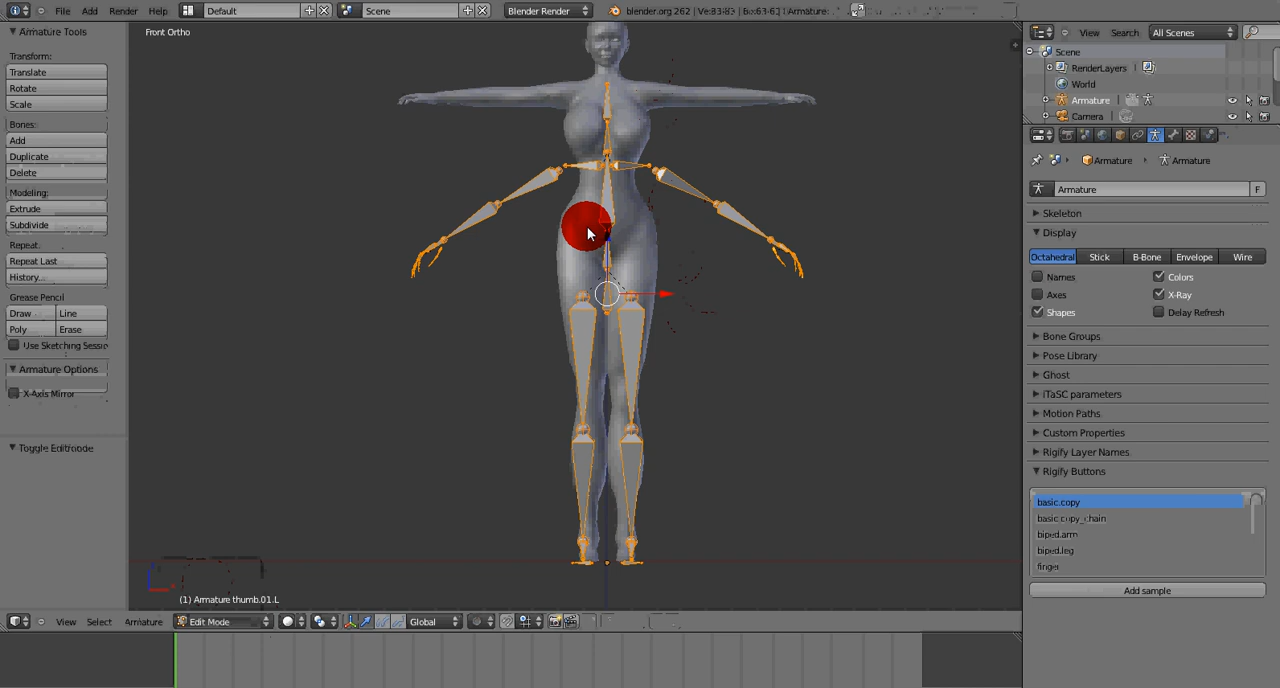 File Add Render Help Default Scene Blender Render blender.org 262
Armature Tools
Transform:
Translate
Rotate
Scale
Bones:
Add
Duplicate
Delete
Modeling:
Extrude
Subdivide
Repeat:
Repeat Last
History...
Grease Pencil
Draw Line
Poly Erase
Use Sketching Sessio
Armature Options
X-Axis Mirror
Toggle Editmode
Front Ortho
(1) Armature thumb.01.L
View Select Armature Edit Mode Global
View Search All Scenes
Scene
RenderLayers
World
Armature
Camera
Armature Armature
Armature F
Skeleton
Display
Octahedral Stick B-Bone Envelope Wire
Names Colors
Axes X-Ray
Shapes Delay Refresh
Bone Groups
Pose Library
Ghost
iTaSC parameters
Motion Paths
Custom Properties
Rigify Layer Names
Rigify Buttons
basic.copy
basic.copy_chain
biped.arm
biped.leg
finger
Add sample